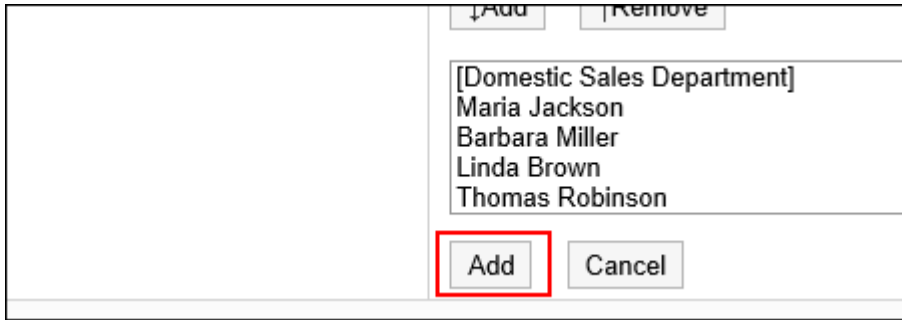 ↓Add ↑Remove
[Domestic Sales Department]
Maria Jackson
Barbara Miller
Linda Brown
Thomas Robinson
Add Cancel